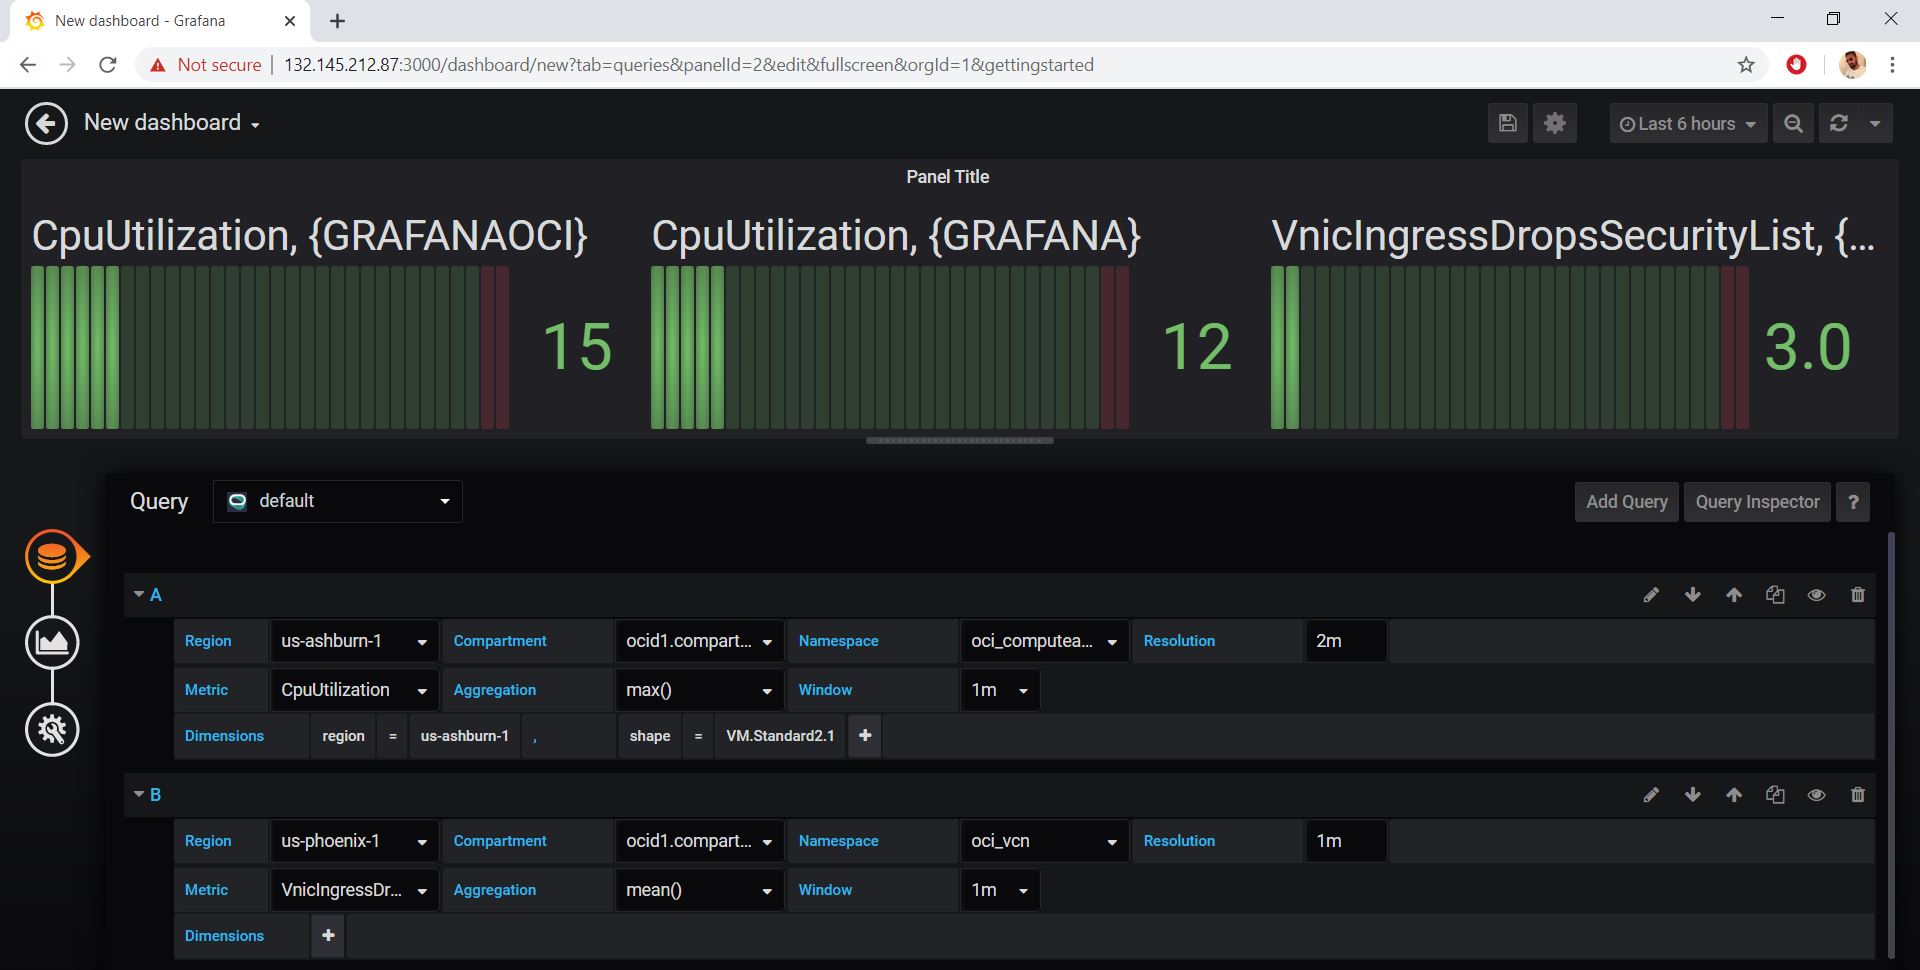 New dashboard - Grafana
Not secure | 132.145.212.87:3000/dashboard/new?tab=queries&panelId=2&edit&fullscreen&orgId=1&gettingstarted
New dashboard
Last 6 hours
Panel Title
CpuUtilization, {GRAFANAOCI} CpuUtilization, {GRAFANA} VnicIngressDropsSecurityList, {...
15 12 3.0
Query default Add Query Query Inspector ?
A
Region us-ashburn-1 Compartment ocid1.compart... Namespace oci_computea... Resolution 2m
Metric CpuUtilization Aggregation max() Window 1m
Dimensions region = us-ashburn-1 , shape = VM.Standard2.1 +
B
Region us-phoenix-1 Compartment ocid1.compart... Namespace oci_vcn Resolution 1m
Metric VnicIngressDr... Aggregation mean() Window 1m
Dimensions +